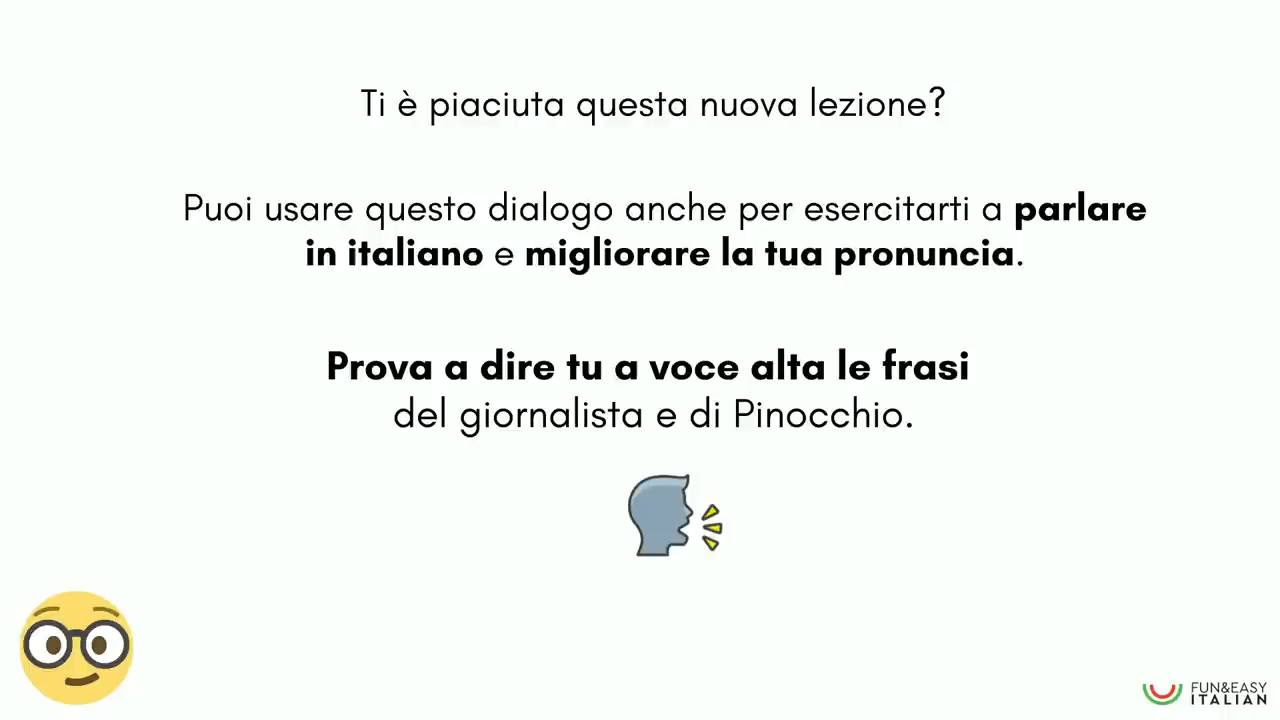 Ti è piaciuta questa nuova lezione?
Puoi usare questo dialogo anche per esercitarti a parlare
in italiano e migliorare la tua pronuncia.
Prova a dire tu a voce alta le frasi
del giornalista e di Pinocchio.
FUN&EASY
ITALIAN